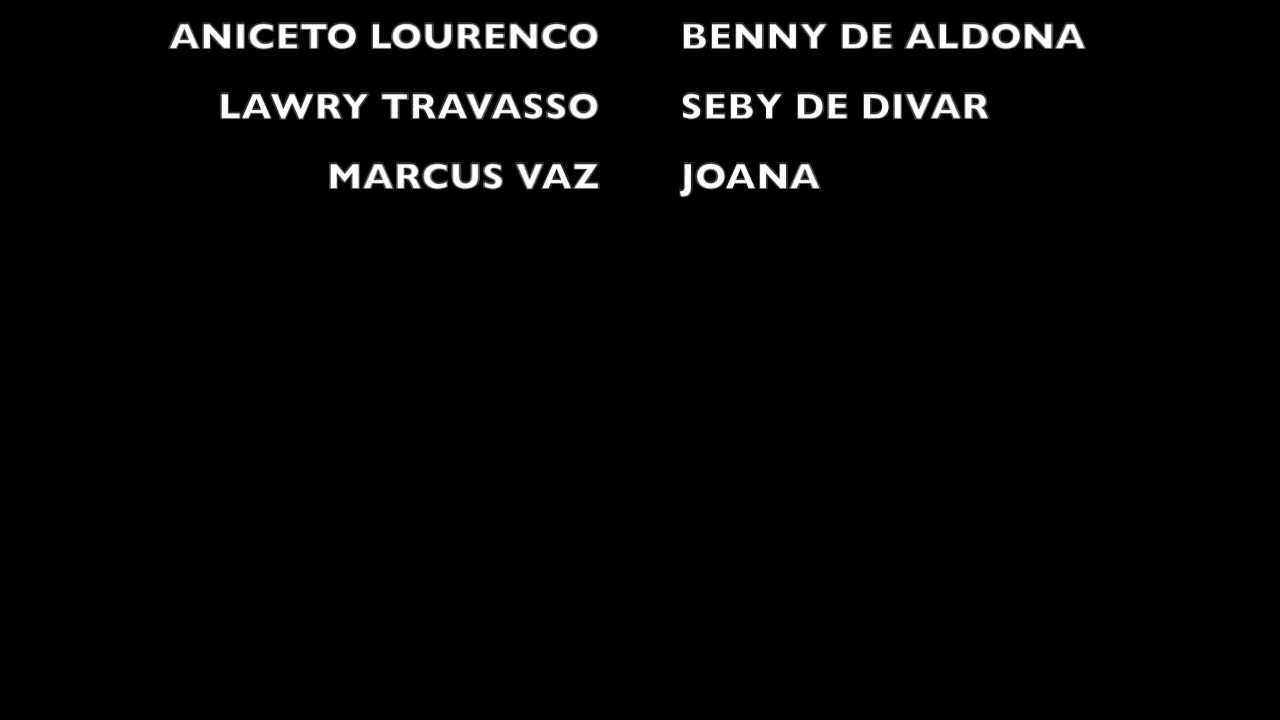 ANICETO LOURENCO BENNY DE ALDONA
LAWRY TRAVASSO SEBY DE DIVAR
MARCUS VAZ JOANA